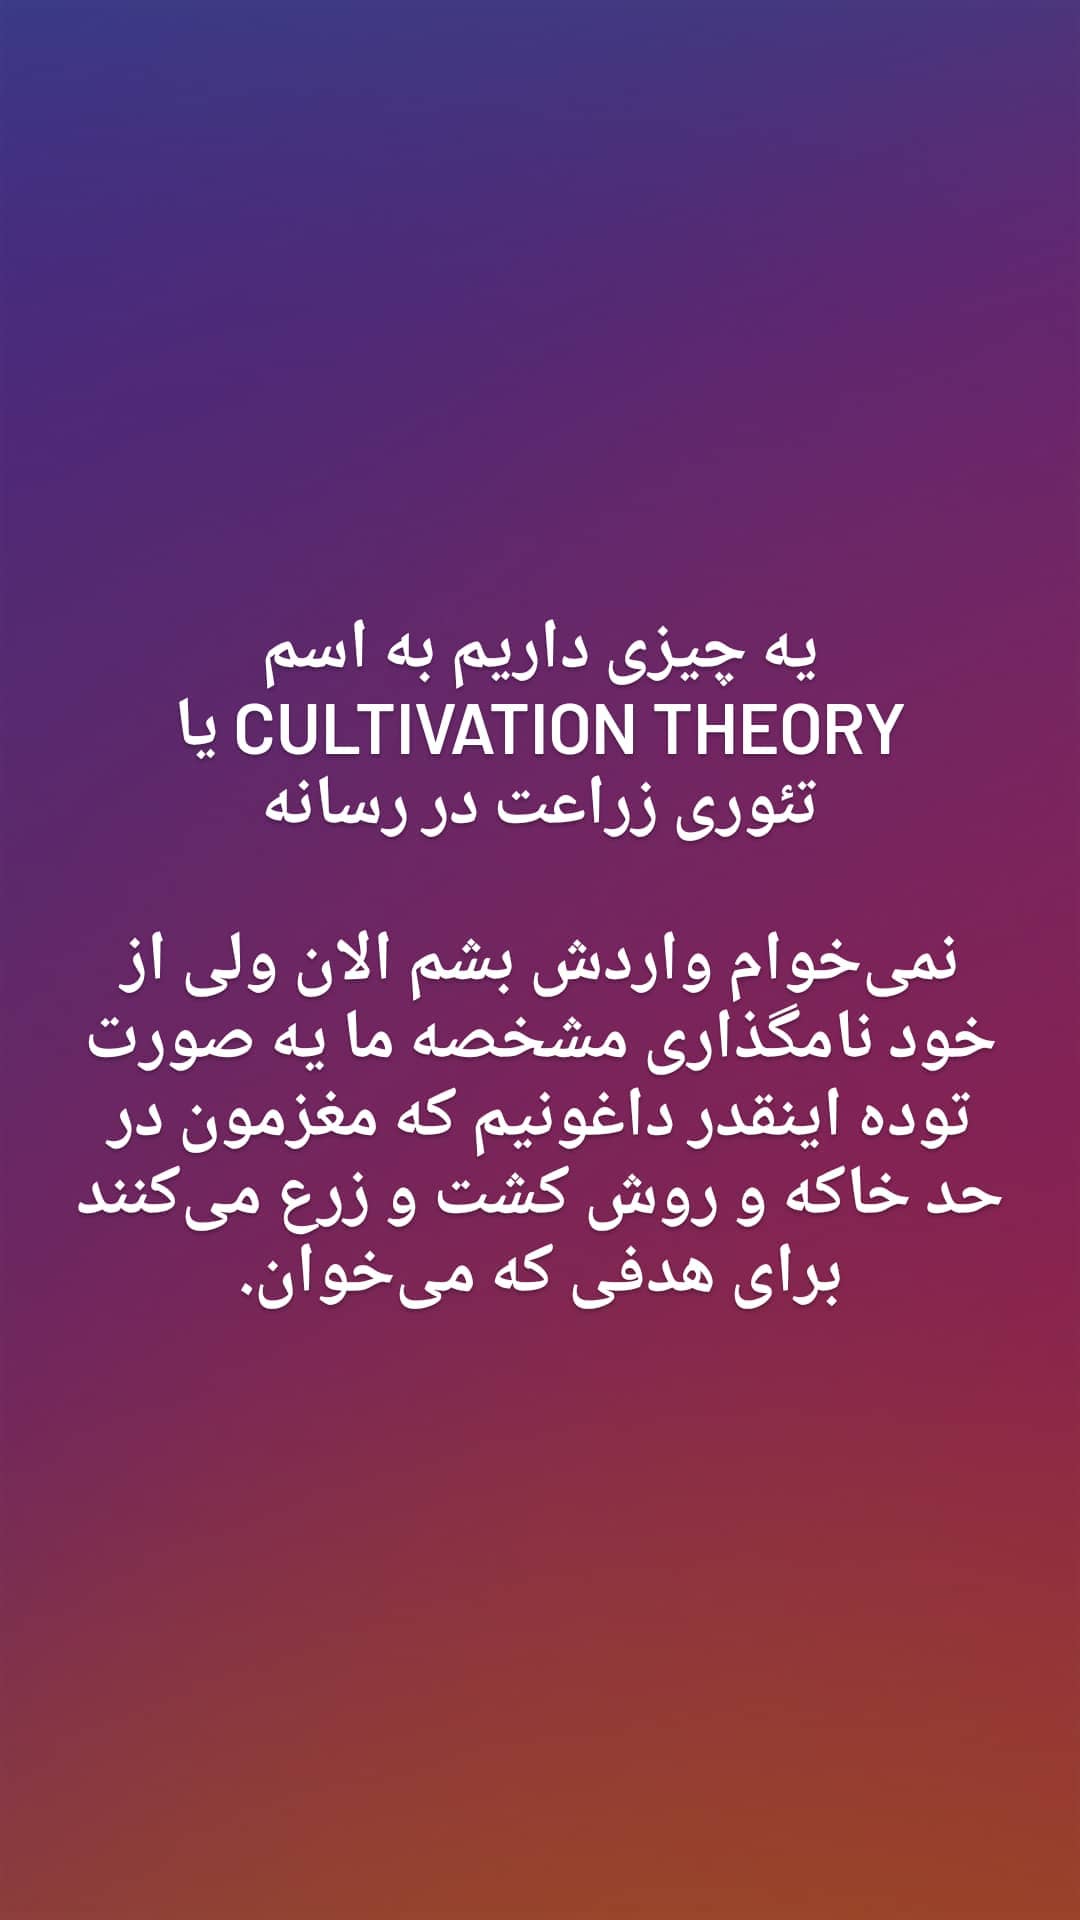 یه چیزی داریم به اسم
CULTIVATION THEORY یا
تئوری زراعت در رسانه
نمی‌خوام واردش بشم الان ولی از
خود نامگذاری مشخصه ما یه صورت
توده اینقدر داغونیم که مغزمون در
حد خاکه و روش کشت و زرع می‌کنند
برای هدفی که می‌خوان.